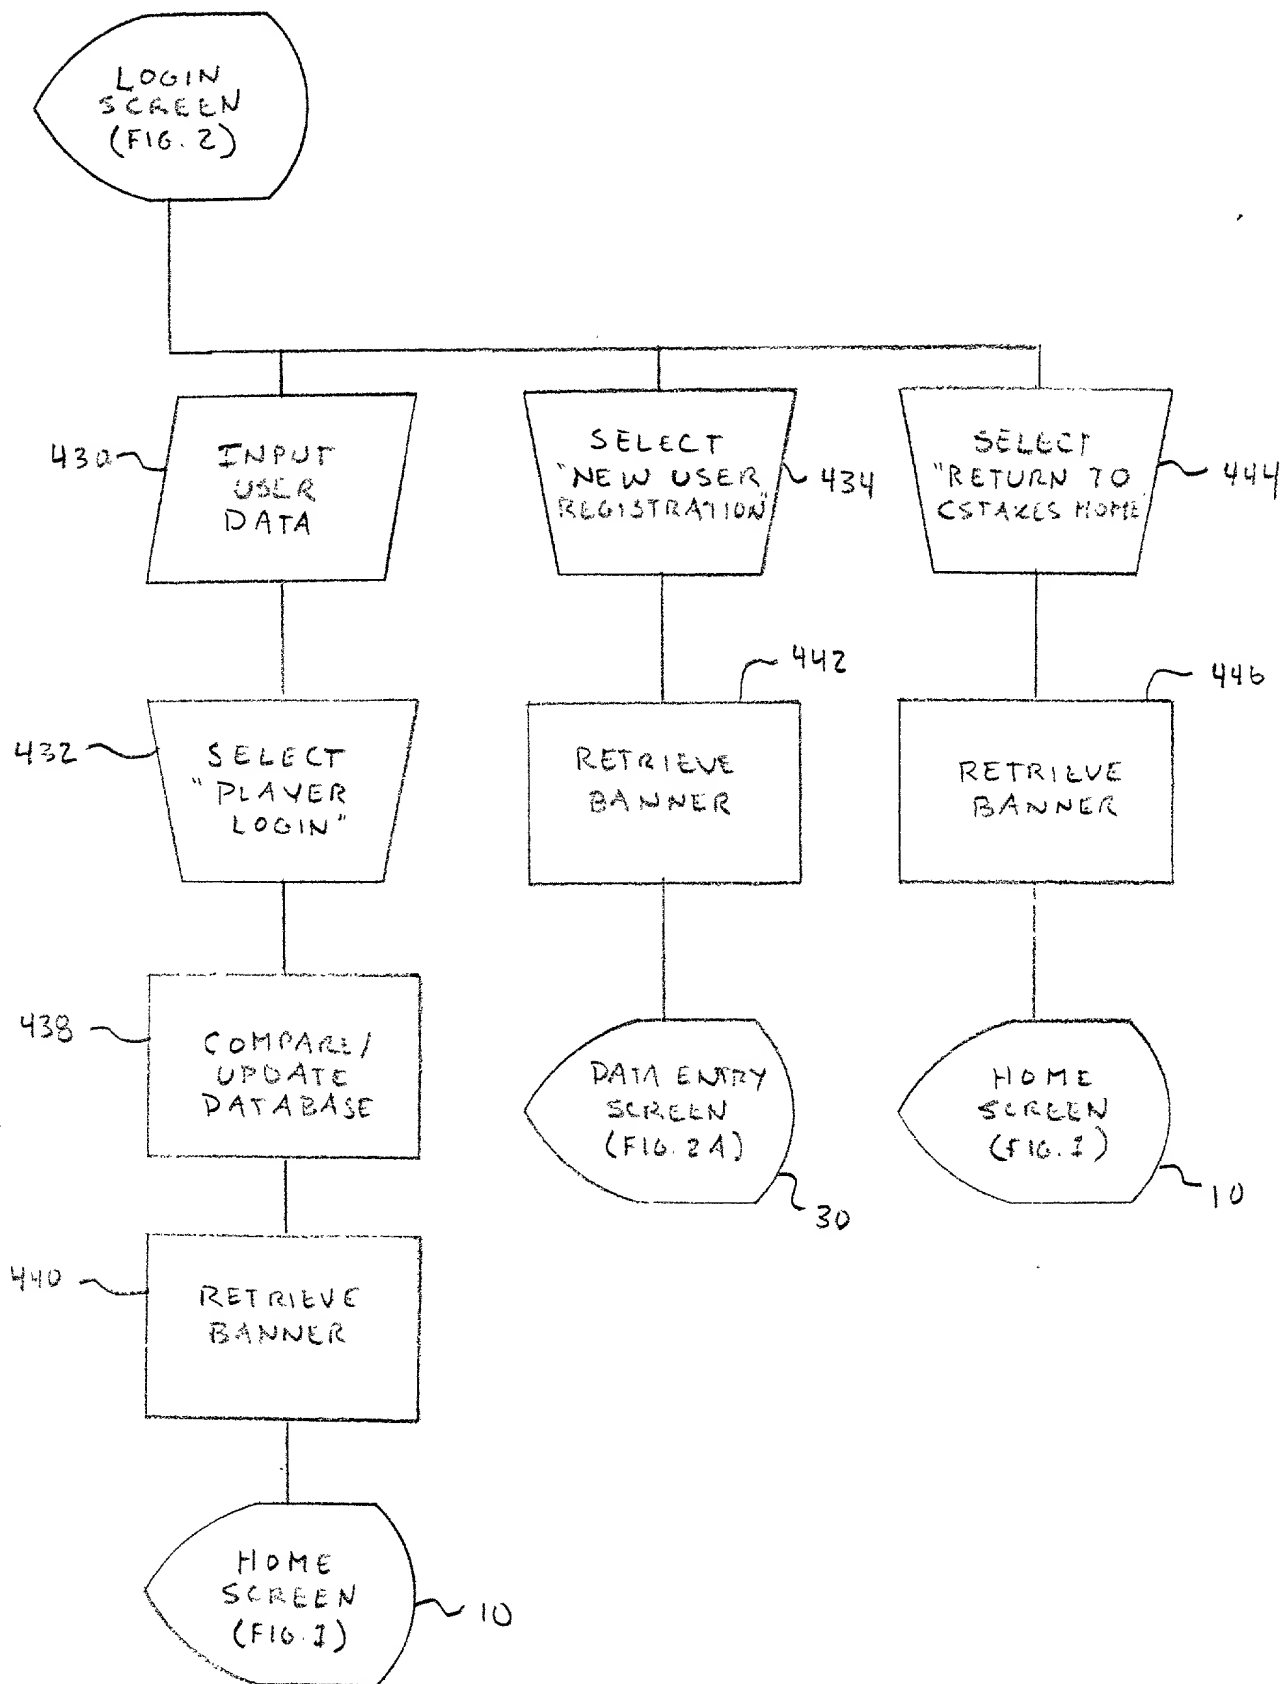 LOGIN
SCREEN
(FIG. 2)
430
INPUT
USER
DATA
SELECT
"NEW USER
REGISTRATION"
434
SELECT
"RETURN TO
CSTAKES HOME"
444
432
SELECT
"PLAYER
LOGIN"
442
RETRIEVE
BANNER
446
RETRIEVE
BANNER
438
COMPARE/
UPDATE
DATABASE
DATA ENTRY
SCREEN
(FIG. 2A)
30
HOME
SCREEN
(FIG. 1)
10
440
RETRIEVE
BANNER
HOME
SCREEN
(FIG. 1)
10